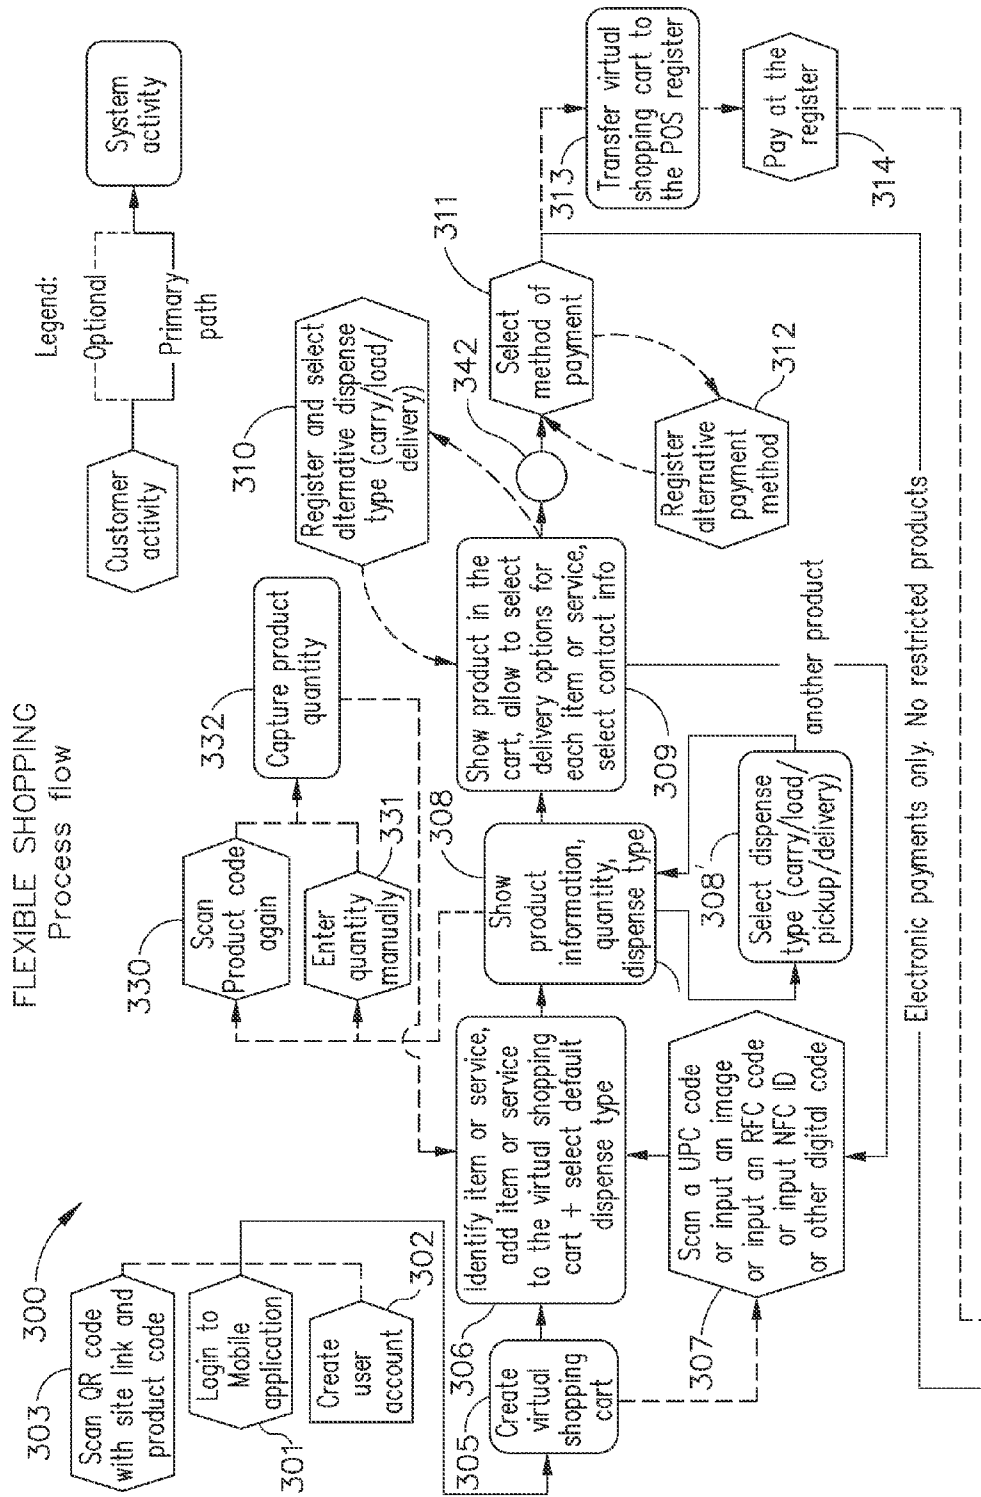 FLEXIBLE SHOPPING
Process flow
Legend:
Optional
Primary
path
Customer
activity
System
activity
300
303
Scan QR code
with site link and
product code
301
Login to
Mobile
application
302
Create
user
account
330
Scan
Product code
again
331
Enter
quantity
manually
332
Capture product
quantity
310
Register and select
alternative dispense
type (carry/load/
delivery)
305
Create
virtual
shopping
cart
306
Identify item or service,
add item or service
to the virtual shopping
cart + select default
dispense type
308
Show
product
information,
quantity,
dispense type
309
Show product in the
cart, allow to select
delivery options for
each item or service,
select contact info
342
311
Select
method of
payment
313
Transfer virtual
shopping cart to
the POS register
307
Scan a UPC code
or input an image
or input an RFC code
or input NFC ID
or other digital code
308'
Select dispense
type (carry/load/
pickup/delivery)
another product
312
Register
alternative
payment
method
314
Pay at the
register
Electronic payments only. No restricted products